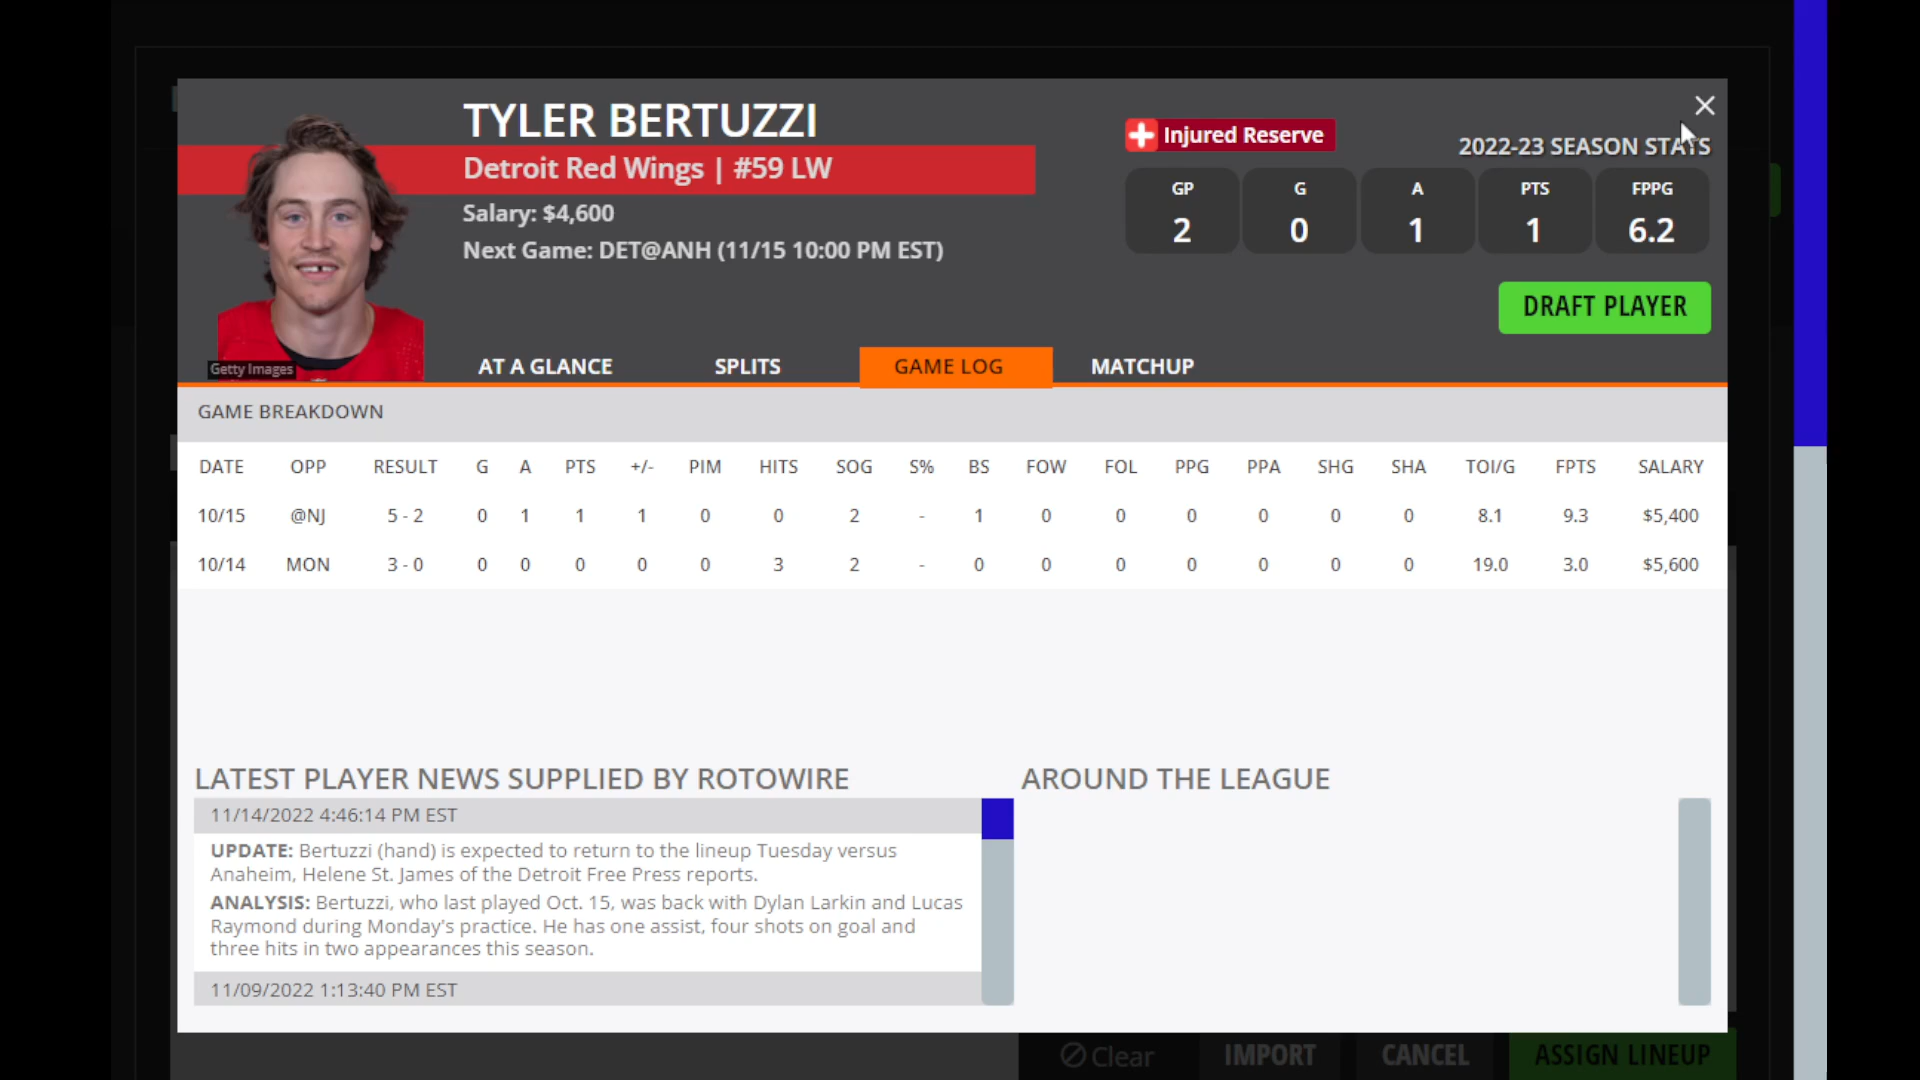 TYLER BERTUZZI
Detroit Red Wings | #59 LW
Salary: $4,600
Next Game: DET@ANH (11/15 10:00 PM EST)
Injured Reserve
2022-23 SEASON STATS
GP G A PTS FPPG
2 0 1 1 6.2
DRAFT PLAYER
Getty Images
AT A GLANCE SPLITS GAME LOG MATCHUP
GAME BREAKDOWN
DATE OPP RESULT G A PTS +/- PIM HITS SOG S% BS FOW FOL PPG PPA SHG SHA TOI/G FPTS SALARY
10/15 @NJ 5 - 2 0 1 1 1 0 0 2 - 1 0 0 0 0 0 0 8.1 9.3 $5,400
10/14 MON 3 - 0 0 0 0 0 0 3 2 - 0 0 0 0 0 0 0 19.0 3.0 $5,600
LATEST PLAYER NEWS SUPPLIED BY ROTOWIRE
11/14/2022 4:46:14 PM EST
UPDATE: Bertuzzi (hand) is expected to return to the lineup Tuesday versus
Anaheim, Helene St. James of the Detroit Free Press reports.
ANALYSIS: Bertuzzi, who last played Oct. 15, was back with Dylan Larkin and Lucas
Raymond during Monday's practice. He has one assist, four shots on goal and
three hits in two appearances this season.
11/09/2022 1:13:40 PM EST
AROUND THE LEAGUE
Clear IMPORT CANCEL ASSIGN LINEUP